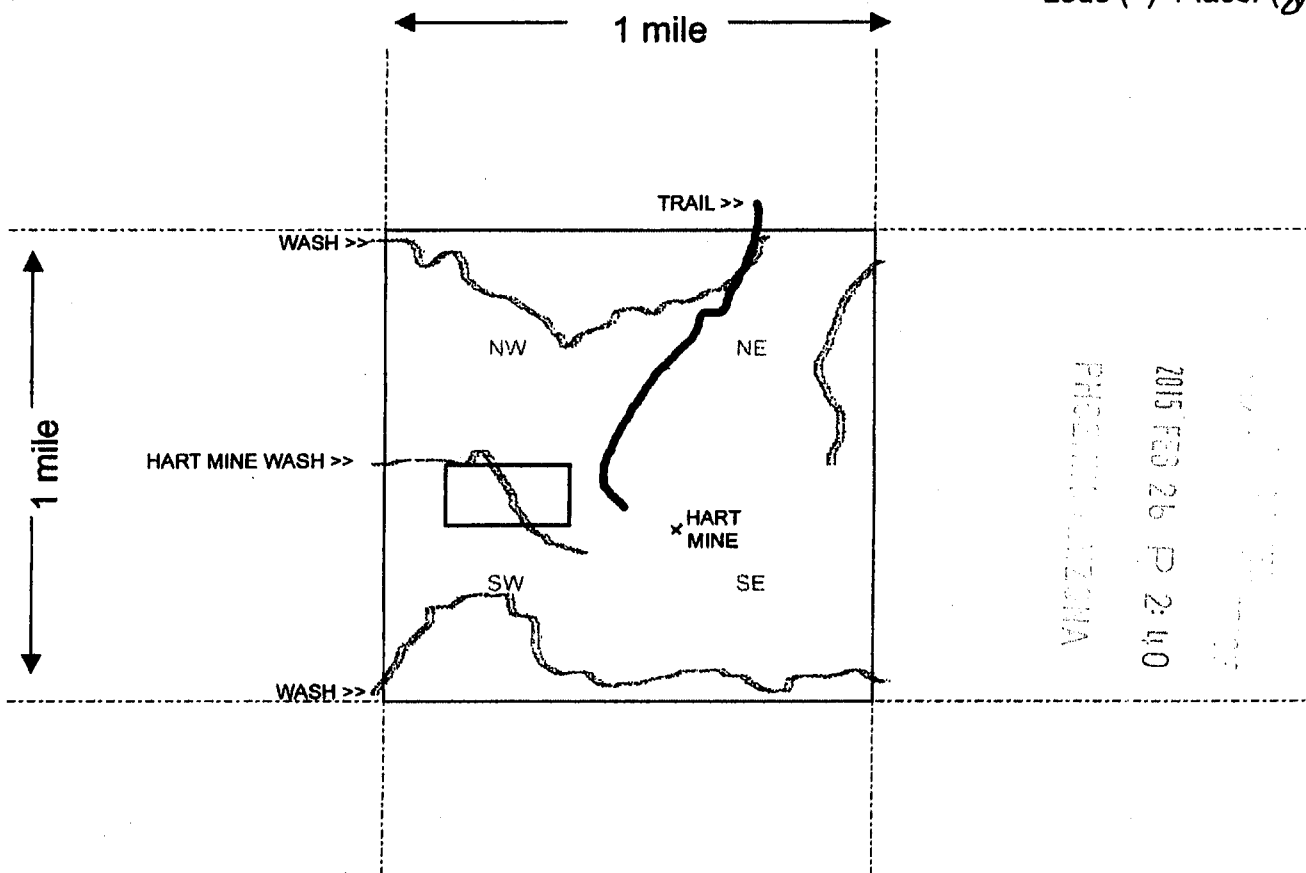 1 mile
TRAIL >>
WASH >>
NW
NE
1 mile
HART MINE WASH >>
HART
MINE
SW
SE
WASH >>
2015 FEB 26 P 2:40